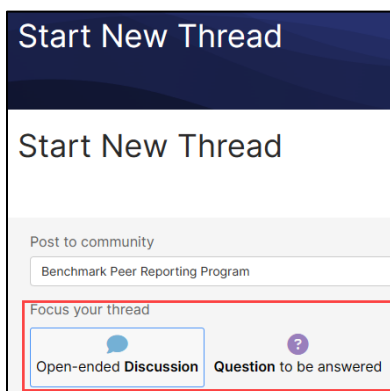 Start New Thread
Start New Thread
Post to community
Benchmark Peer Reporting Program
Focus your thread
Open-ended Discussion
Question to be answered